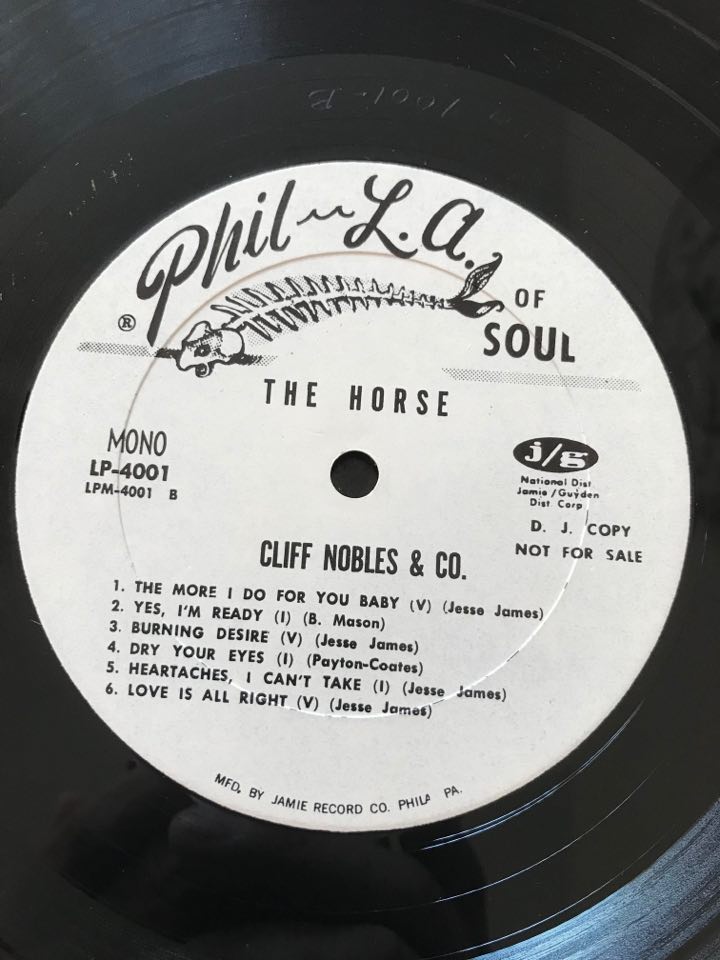 Phil-L.A.
OF
SOUL
®
THE HORSE
MONO
LP-4001
LPM-4001 B
j/g
National Dist
Jamie/Guyden
Dist Corp
D. J. COPY
NOT FOR SALE
CLIFF NOBLES & CO.
1. THE MORE I DO FOR YOU BABY (V) (Jesse James)
2. YES, I'M READY (I) (B. Mason)
3. BURNING DESIRE (V) (Jesse James)
4. DRY YOUR EYES (I) (Payton-Coates)
5. HEARTACHES, I CAN'T TAKE (I) (Jesse James)
6. LOVE IS ALL RIGHT (V) (Jesse James)
MFD. BY JAMIE RECORD CO. PHILA PA.